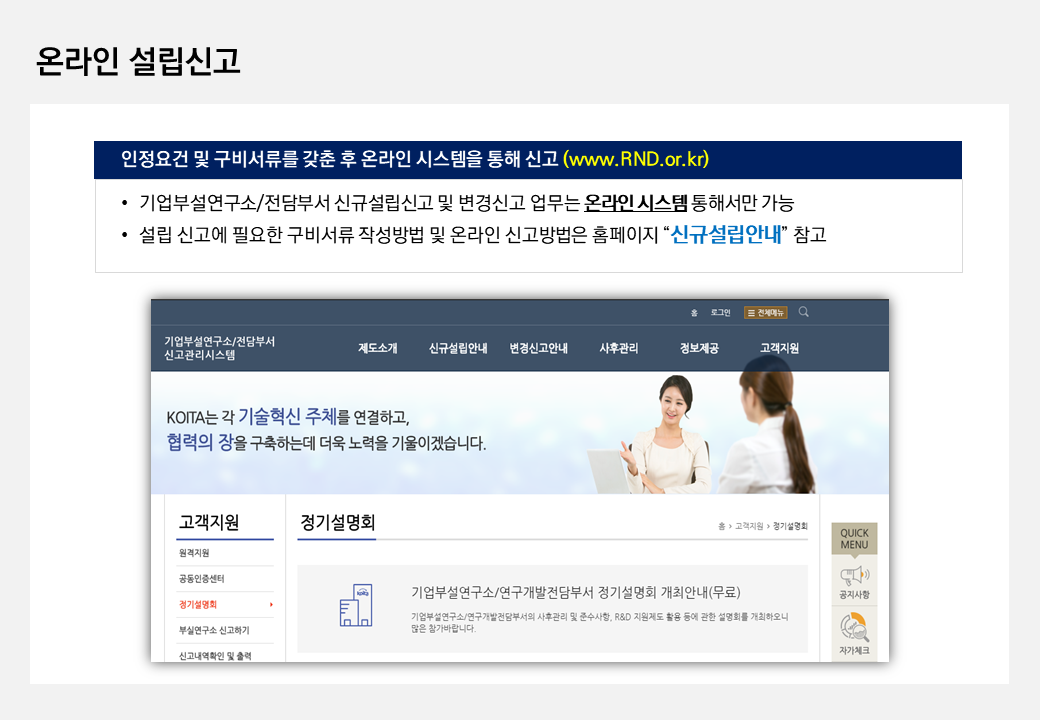 온라인 설립신고
인정요건 및 구비서류를 갖춘 후 온라인 시스템을 통해 신고 (www.RND.or.kr)
• 기업부설연구소/전담부서 신규설립신고 및 변경신고 업무는 온라인 시스템 통해서만 가능
• 설립 신고에 필요한 구비서류 작성방법 및 온라인 신고방법은 홈페이지 “신규설립안내” 참고
홈 로그인 전체메뉴
기업부설연구소/전담부서
신고관리시스템
제도소개 신규설립안내 변경신고안내 사후관리 정보제공 고객지원
KOITA는 각 기술혁신 주체를 연결하고,
협력의 장을 구축하는데 더욱 노력을 기울이겠습니다.
고객지원
원격지원
공동인증센터
정기설명회
부실연구소 신고하기
신고내역확인 및 출력
정기설명회
홈 > 고객지원 > 정기설명회
기업부설연구소/연구개발전담부서 정기설명회 개최안내(무료)
기업부설연구소/연구개발전담부서의 사후관리 및 준수사항, R&D 지원제도 활용 등에 관한 설명회를 개최하오니
많은 참가바랍니다.
QUICK
MENU
공지사항
자가체크